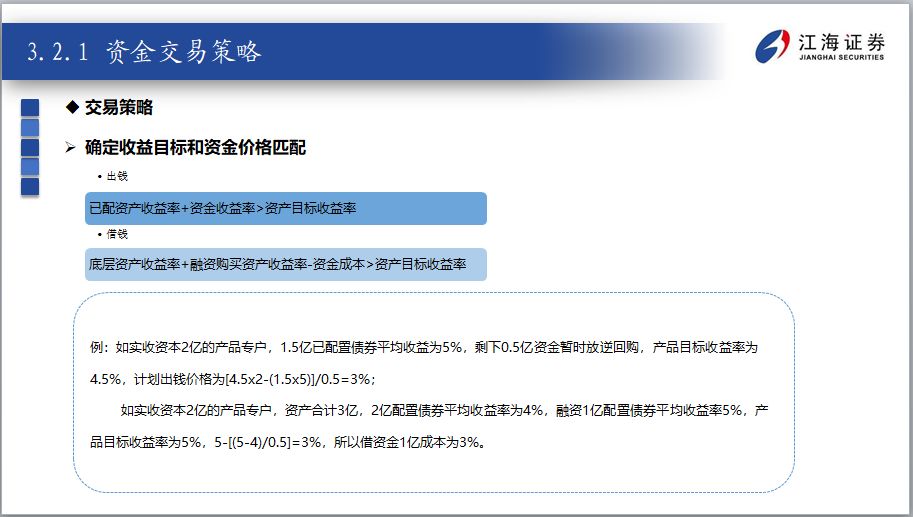 3.2.1 资金交易策略
江海证券
JIANGHAI SECURITIES
◆ 交易策略
➢ 确定收益目标和资金价格匹配
• 出钱
已配资产收益率+资金收益率>资产目标收益率
• 借钱
底层资产收益率+融资购买资产收益率-资金成本>资产目标收益率
例：如实收资本2亿的产品专户，1.5亿已配置债券平均收益为5%，剩下0.5亿资金暂时放逆回购，产品目标收益率为
4.5%，计划出钱价格为[4.5x2-(1.5x5)]/0.5=3%；
如实收资本2亿的产品专户，资产合计3亿，2亿配置债券平均收益率为4%，融资1亿配置债券平均收益率5%，产
品目标收益率为5%，5-[(5-4)/0.5]=3%，所以借资金1亿成本为3%。